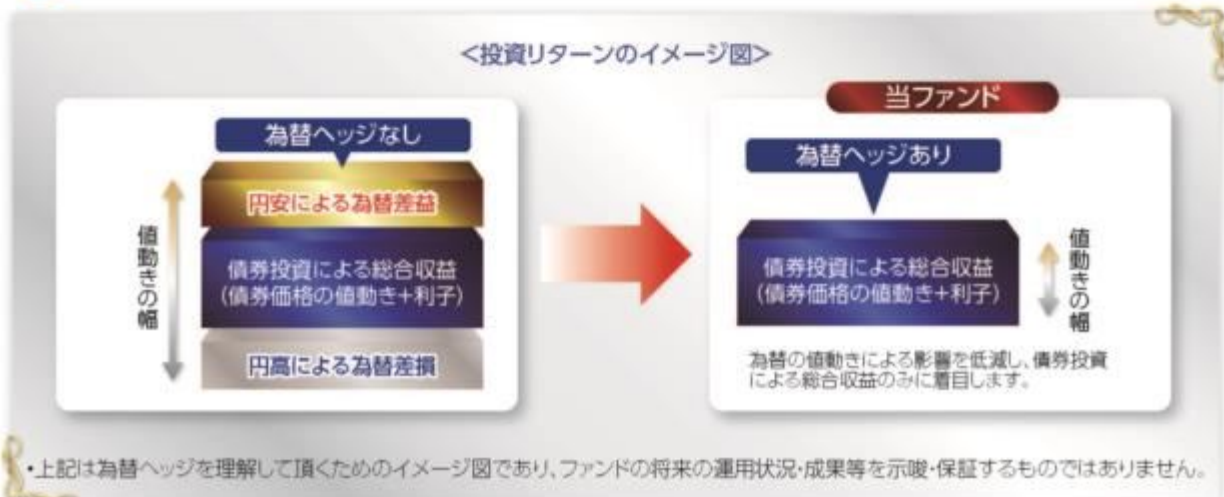 <投資リターンのイメージ図>
為替ヘッジなし
円安による為替差益
債券投資による総合収益
(債券価格の値動き+利子)
円高による為替差損
値動きの幅
当ファンド
為替ヘッジあり
債券投資による総合収益
(債券価格の値動き+利子)
値動きの幅
為替の値動きによる影響を低減し、債券投資
による総合収益のみに着目します。
・上記は為替ヘッジを理解して頂くためのイメージ図であり、ファンドの将来の運用状況・成果等を示唆・保証するものではありません。